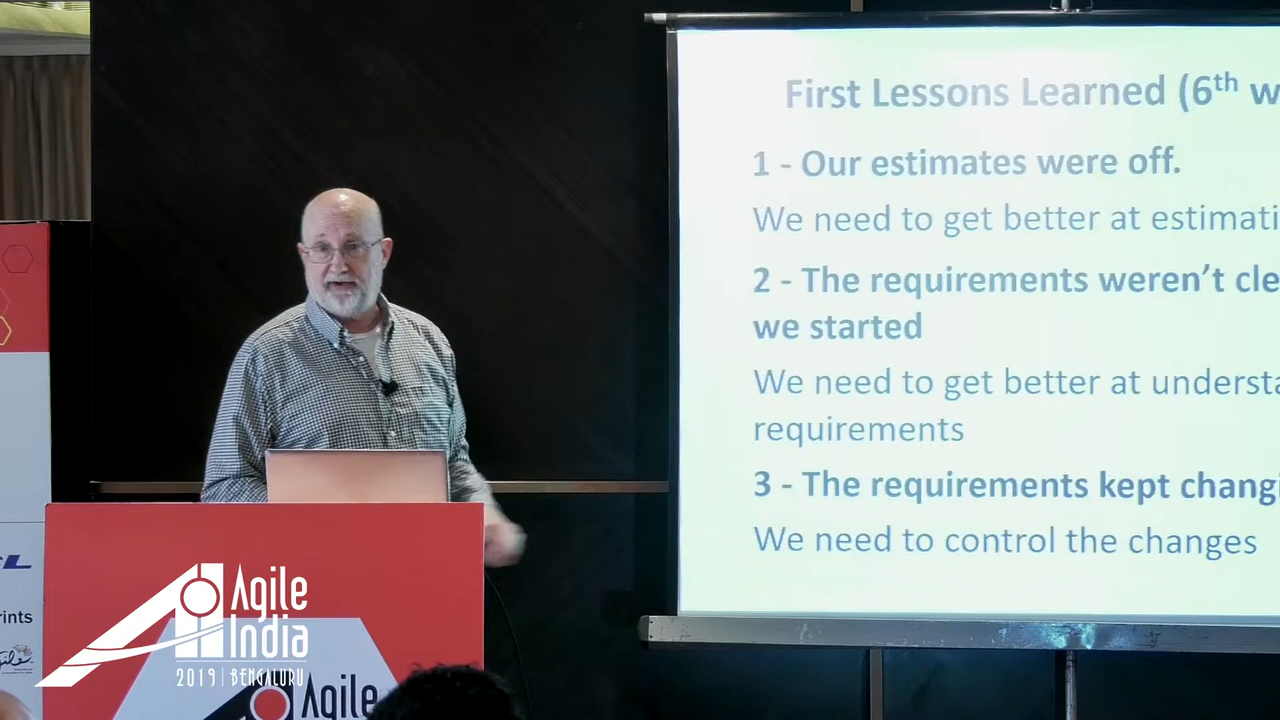 First Lessons Learned (6th w
1 - Our estimates were off.
We need to get better at estimati
2 - The requirements weren't cle
we started
We need to get better at understa
requirements
3 - The requirements kept changi
We need to control the changes
Agile
India
2019 | BENGALURU
Agile
rints